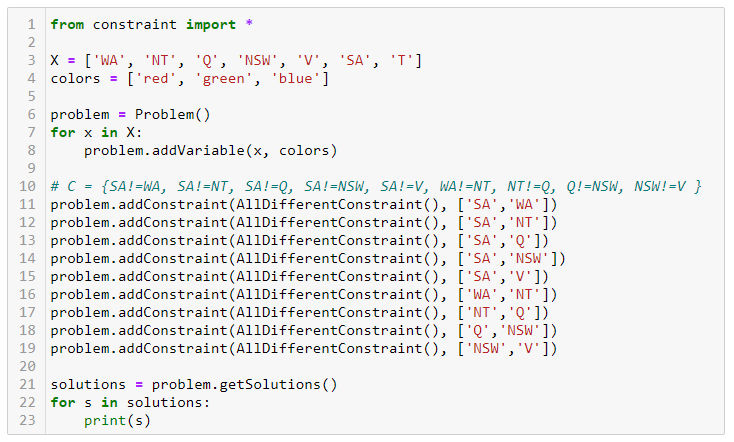 1 from constraint import *
2
3 X = ['WA', 'NT', 'Q', 'NSW', 'V', 'SA', 'T']
4 colors = ['red', 'green', 'blue']
5
6 problem = Problem()
7 for x in X:
8     problem.addVariable(x, colors)
9
10 # C = {SA!=WA, SA!=NT, SA!=Q, SA!=NSW, SA!=V, WA!=NT, NT!=Q, Q!=NSW, NSW!=V }
11 problem.addConstraint(AllDifferentConstraint(), ['SA','WA'])
12 problem.addConstraint(AllDifferentConstraint(), ['SA','NT'])
13 problem.addConstraint(AllDifferentConstraint(), ['SA','Q'])
14 problem.addConstraint(AllDifferentConstraint(), ['SA','NSW'])
15 problem.addConstraint(AllDifferentConstraint(), ['SA','V'])
16 problem.addConstraint(AllDifferentConstraint(), ['WA','NT'])
17 problem.addConstraint(AllDifferentConstraint(), ['NT','Q'])
18 problem.addConstraint(AllDifferentConstraint(), ['Q','NSW'])
19 problem.addConstraint(AllDifferentConstraint(), ['NSW','V'])
20
21 solutions = problem.getSolutions()
22 for s in solutions:
23     print(s)